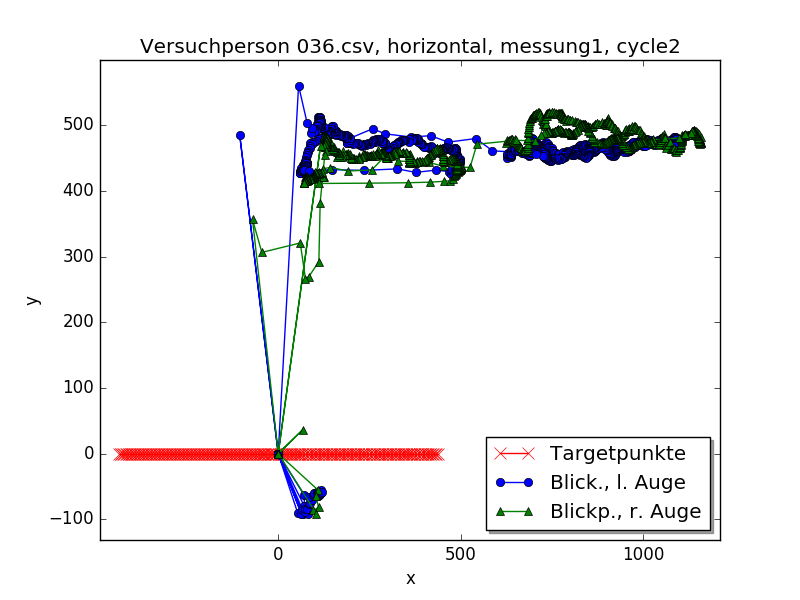 Versuchperson 036.csv, horizontal, messung1, cycle2
500
400
300
200
100
0
−100
y
0 500 1000
x
Targetpunkte
Blick., l. Auge
Blickp., r. Auge